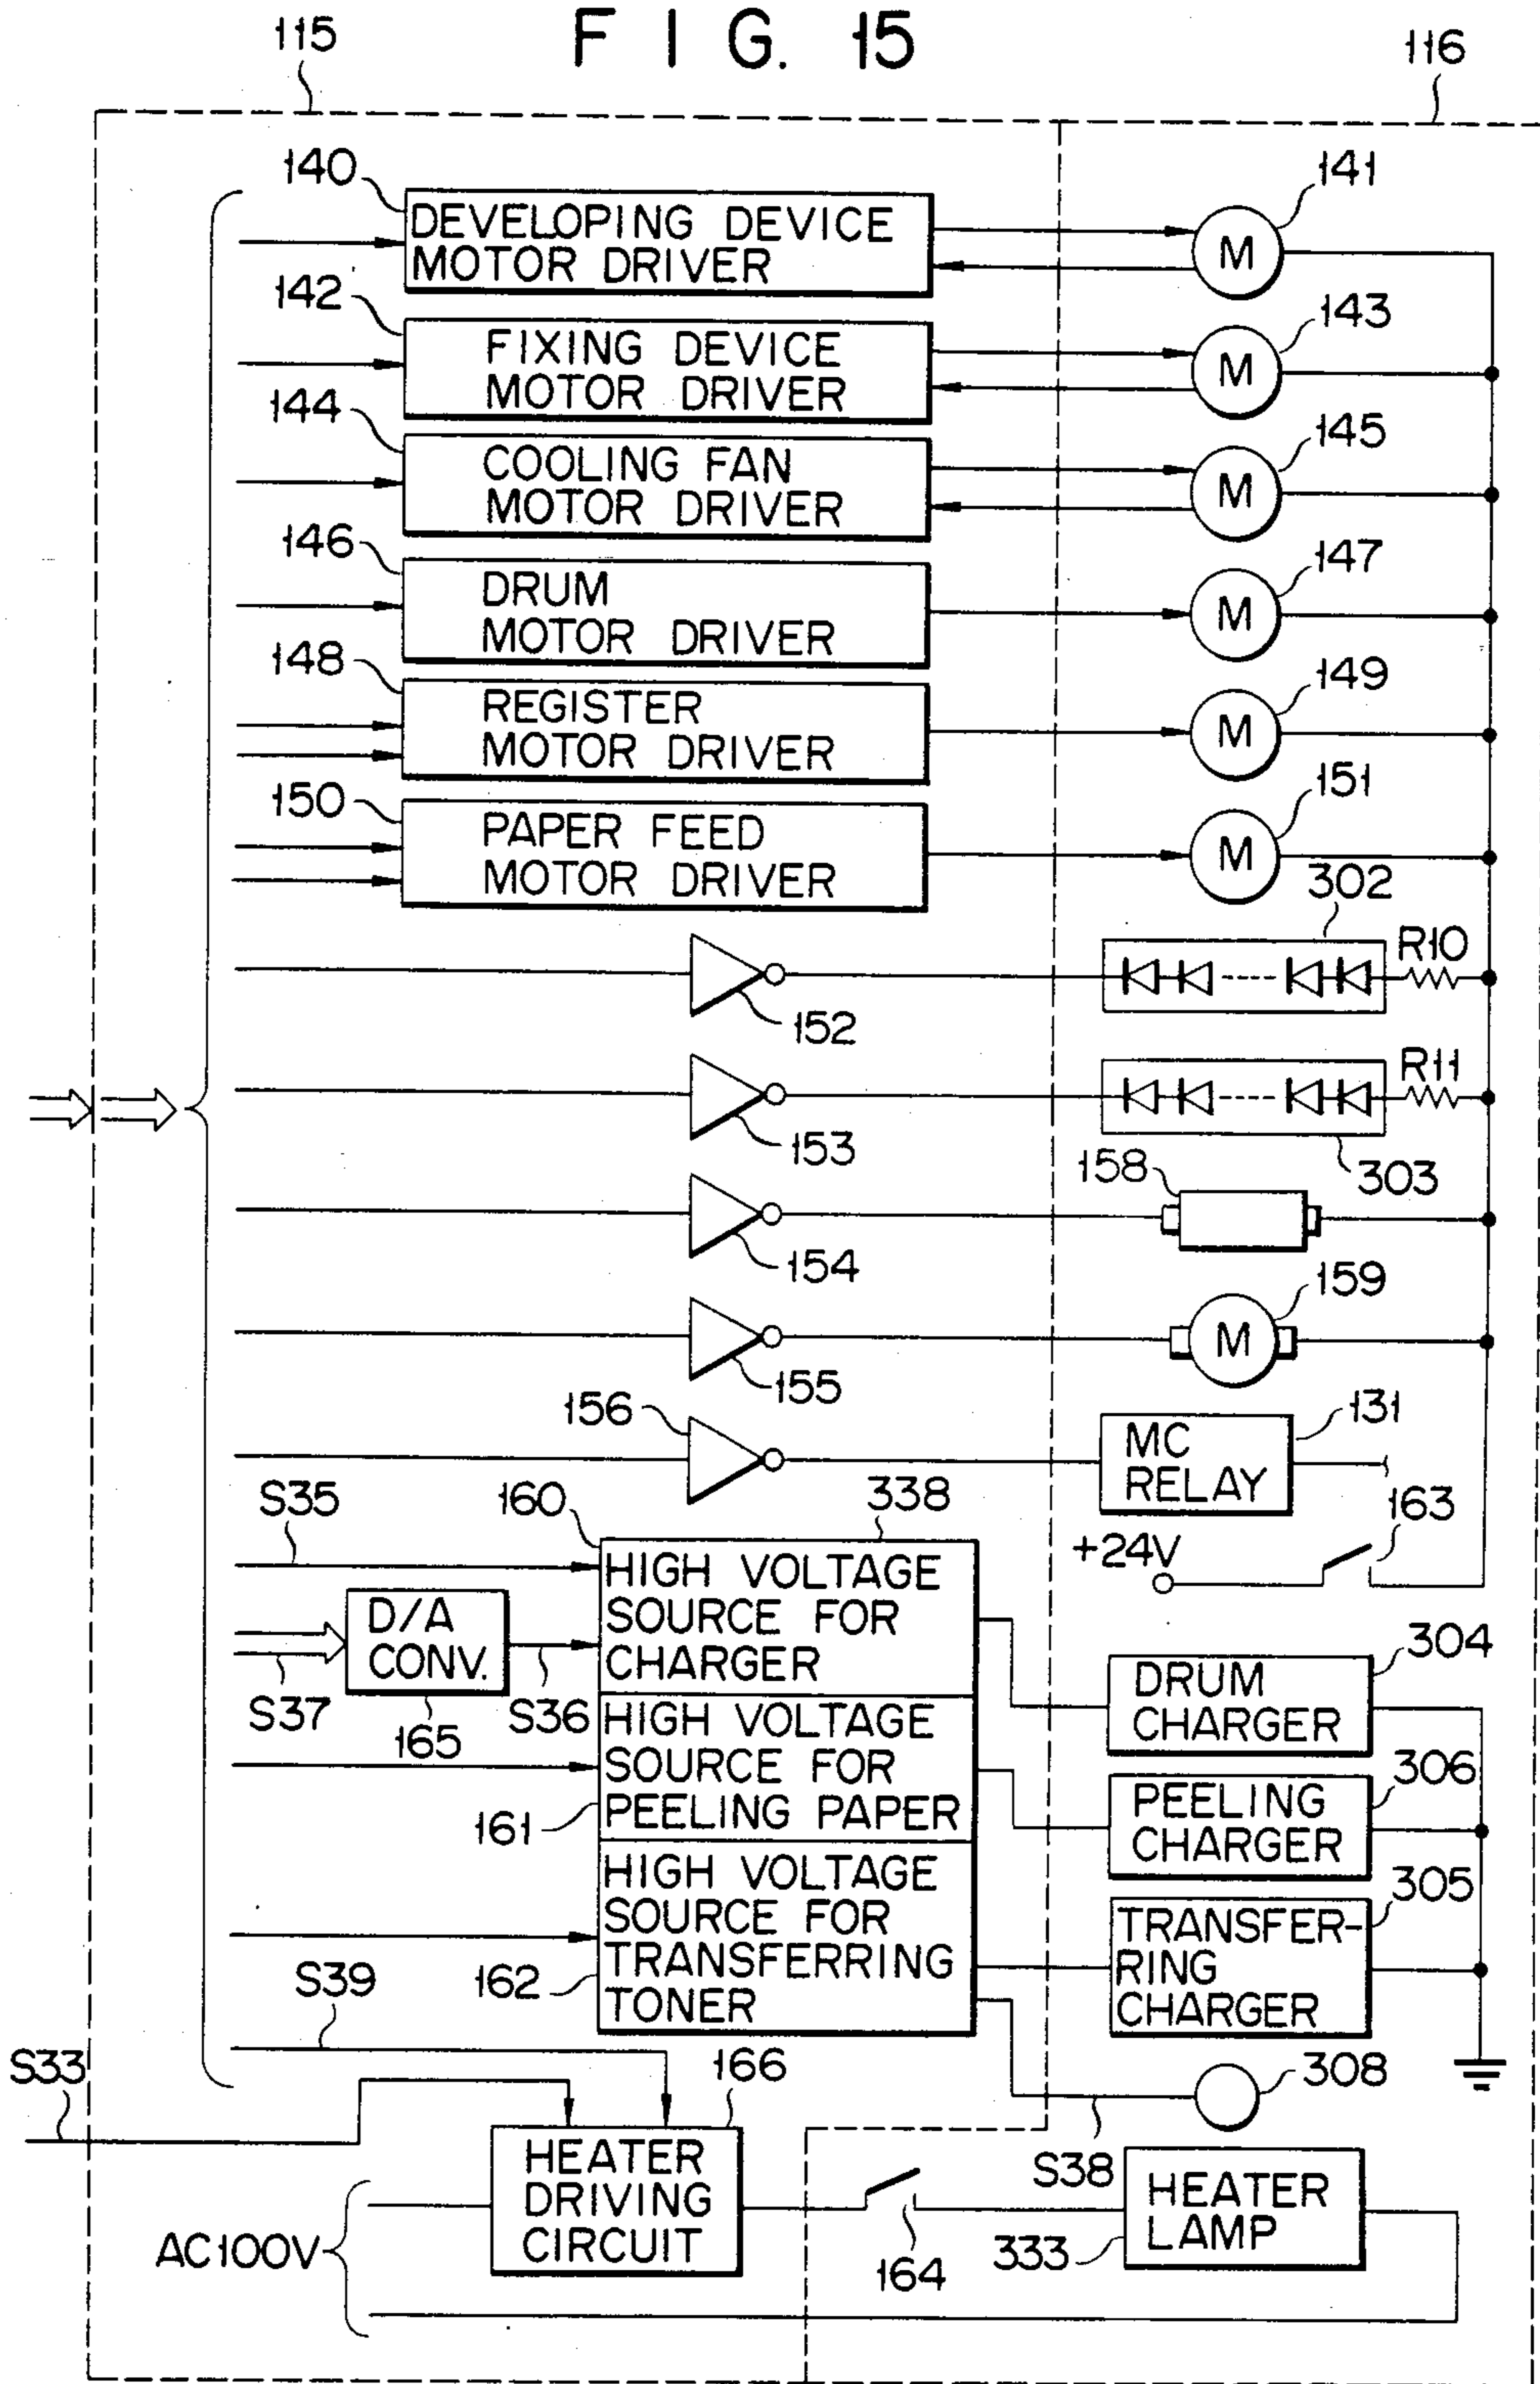 FIG. 15
115
116
140
DEVELOPING DEVICE
MOTOR DRIVER
M
141
142
FIXING DEVICE
MOTOR DRIVER
M
143
144
COOLING FAN
MOTOR DRIVER
M
145
146
DRUM
MOTOR DRIVER
M
147
148
REGISTER
MOTOR DRIVER
M
149
150
PAPER FEED
MOTOR DRIVER
M
151
302
R10
152
R11
153
303
158
154
159
M
155
156
MC
RELAY
131
S35
160
338
+24V
163
HIGH VOLTAGE
SOURCE FOR
CHARGER
D/A
CONV.
S37
165
S36
DRUM
CHARGER
304
HIGH VOLTAGE
SOURCE FOR
PEELING PAPER
161
PEELING
CHARGER
306
HIGH VOLTAGE
SOURCE FOR
TRANSFERRING
TONER
162
TRANSFER-
RING
CHARGER
305
S39
S33
166
308
S38
HEATER
DRIVING
CIRCUIT
164
HEATER
LAMP
333
AC100V